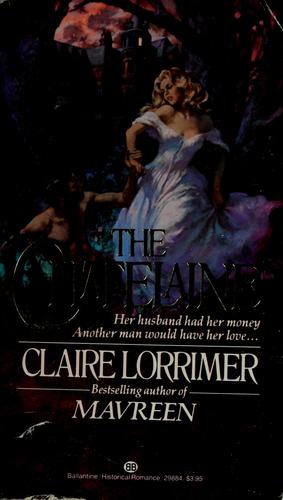 THE
CHATELAINE
Her husband had her money
Another man would have her love...
CLAIRE LORRIMER
Bestselling author of
MAVREEN
BB
Ballantine / Historical Romance / 29884 / $3.95